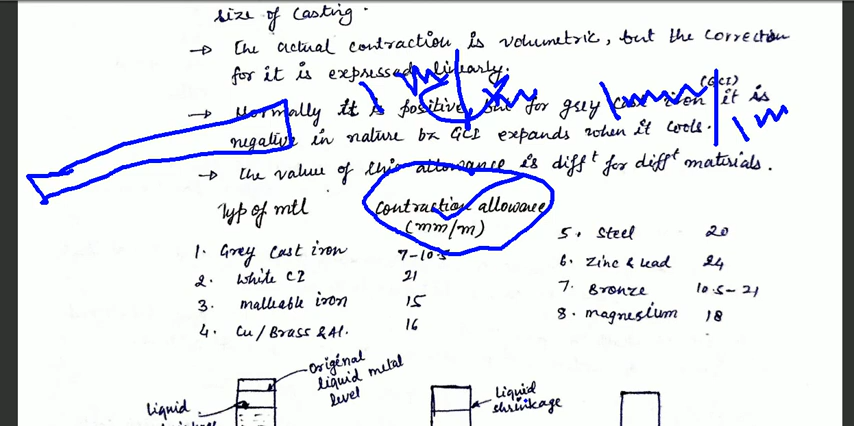 size of casting.
→ The actual contraction is volumetric, but the correction
for it is expressed linearly.
→ Normally it is positive, but for grey cast iron (GCI) it is
negative in nature bz GCI expands when it cools.
→ The value of this allowance is diffᵗ for diffᵗ materials.
Typ of mtl
contraction allowance
(mm/m)
1. Grey Cast iron 7-10.5
2. White CI 21
3. malleable iron 15
4. Cu/Brass & Al. 16
5. Steel 20
6. Zinc & Lead 24
7. Bronze 10.5-21
8. magnesium 18
original
liquid metal
level
Liquid
shrinkage
Liquid
shrinkage
1m